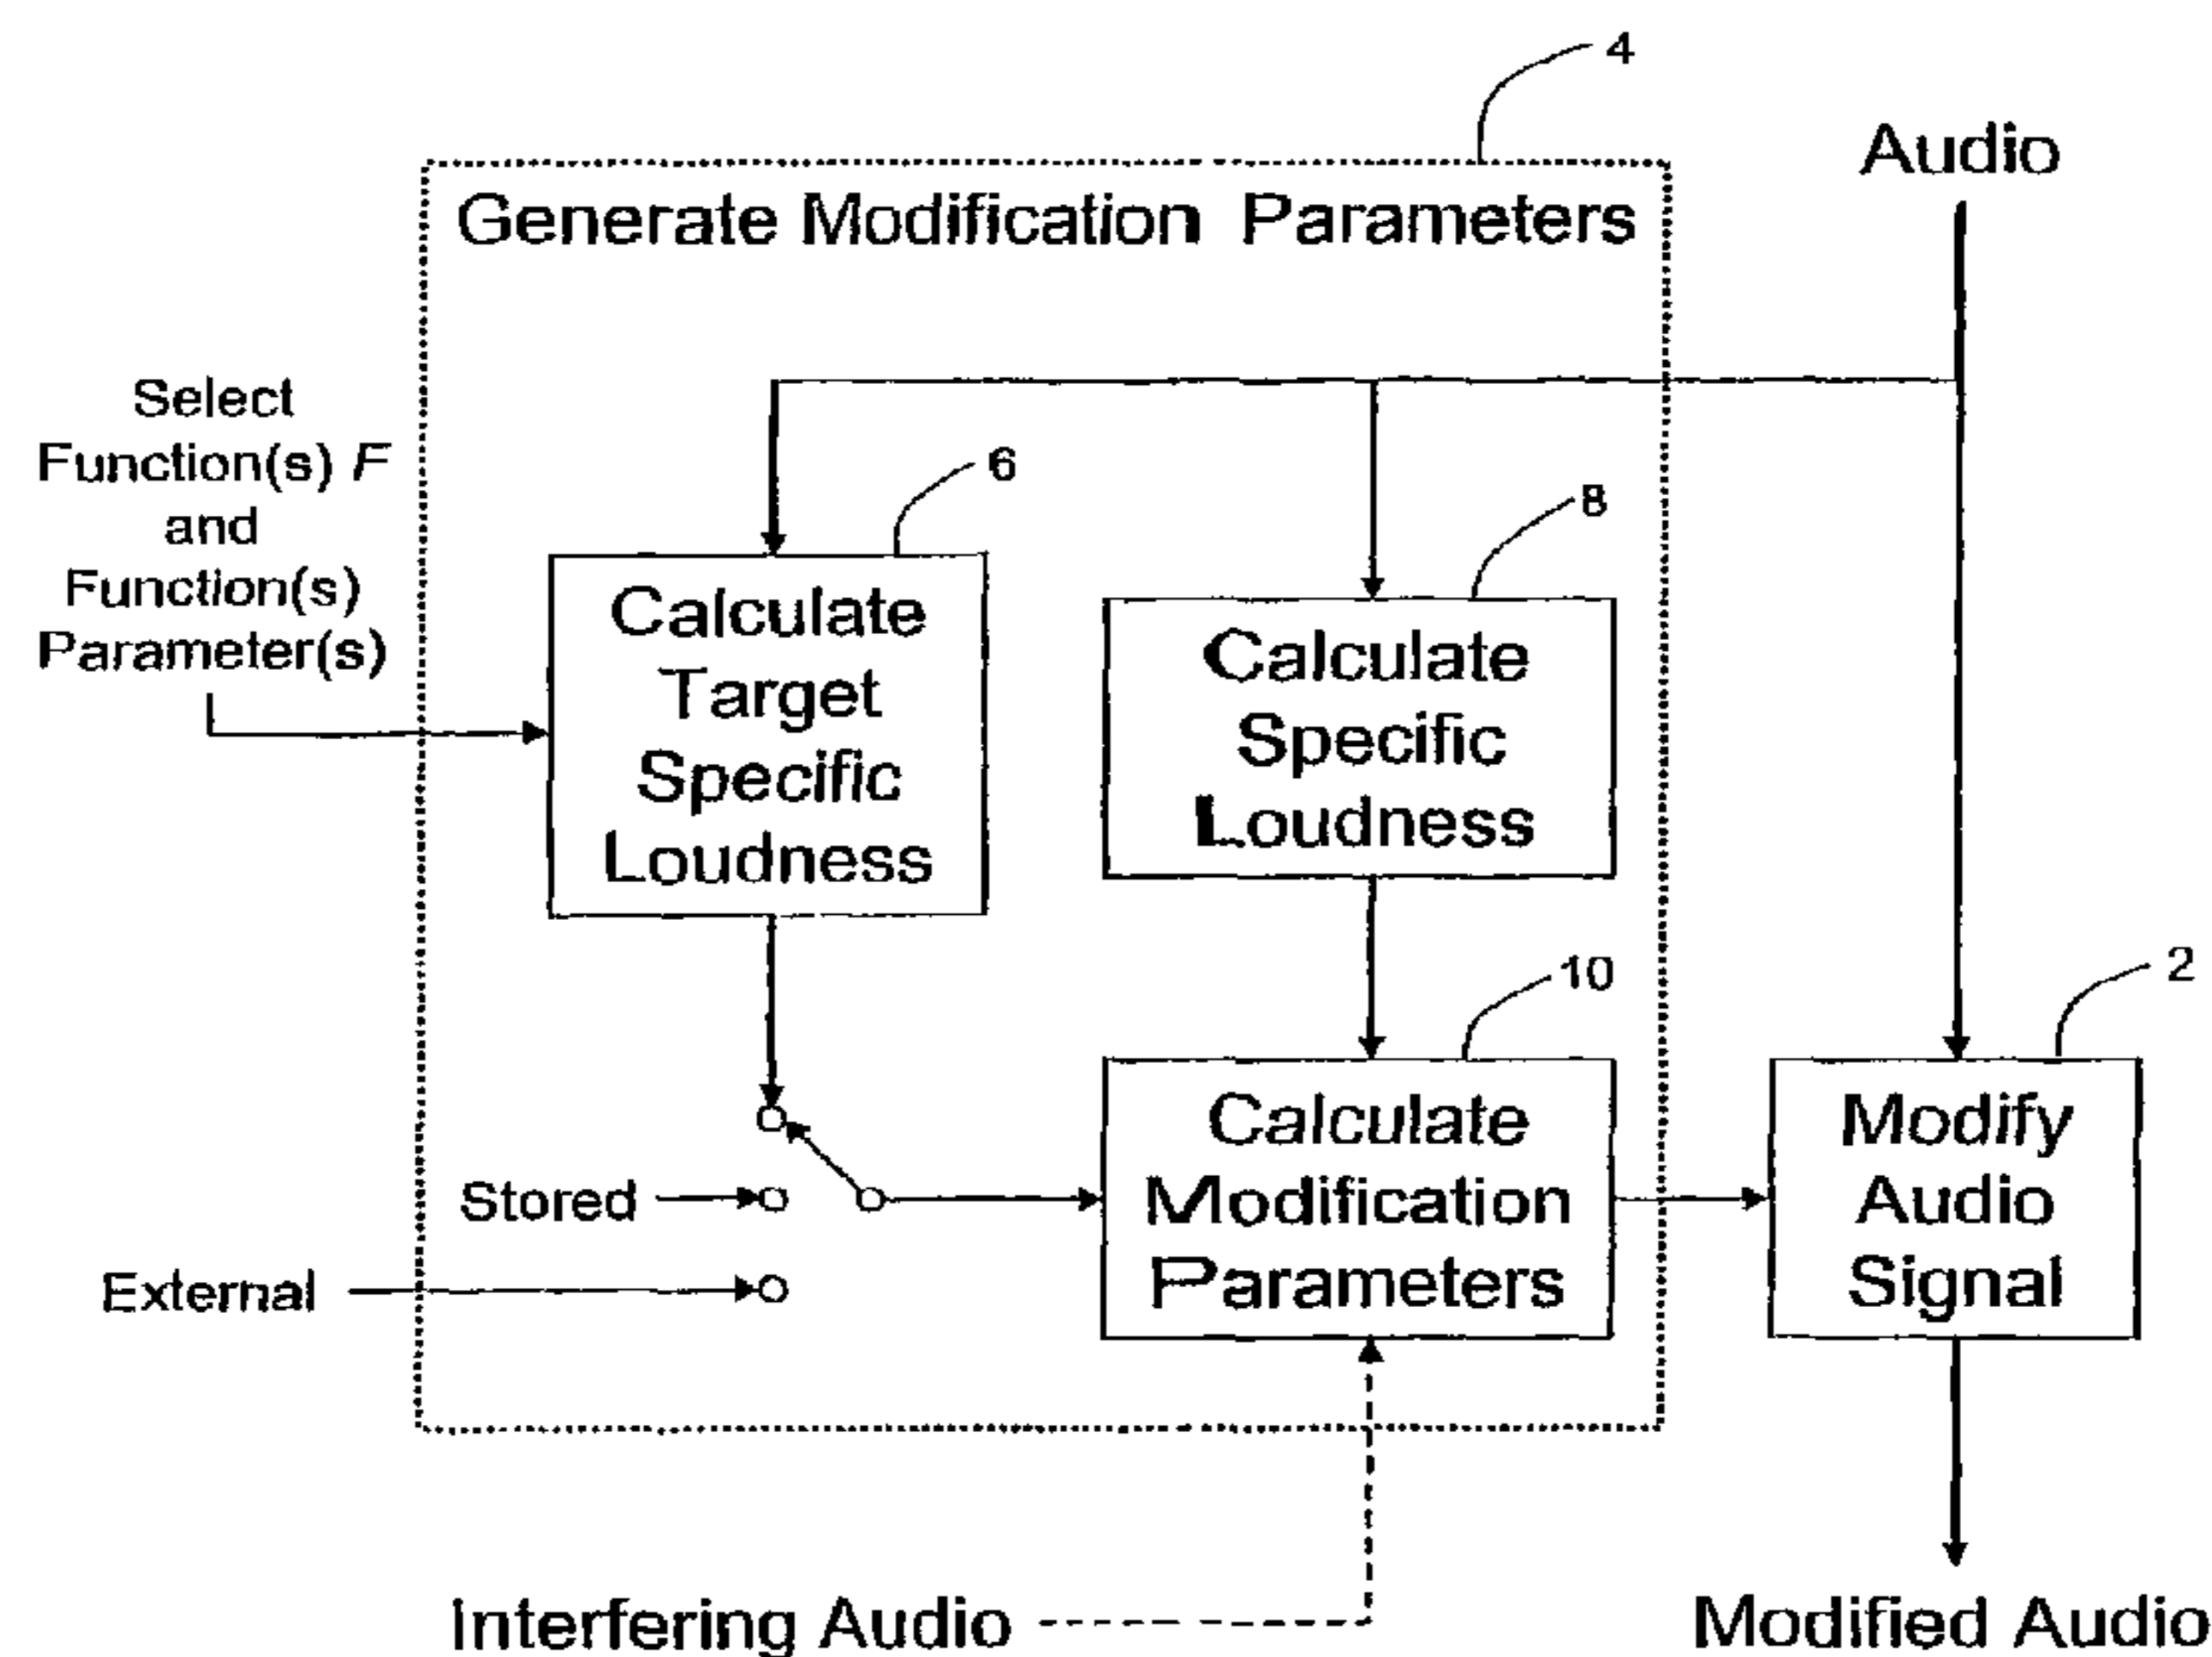 4
Audio
Generate Modification Parameters
Select
Function(s) F
and
Function(s)
Parameter(s)
6
8
Calculate
Target
Specific
Loudness
Calculate
Specific
Loudness
10
2
Calculate
Modification
Parameters
Modify
Audio
Signal
Stored
External
Interfering Audio
Modified Audio